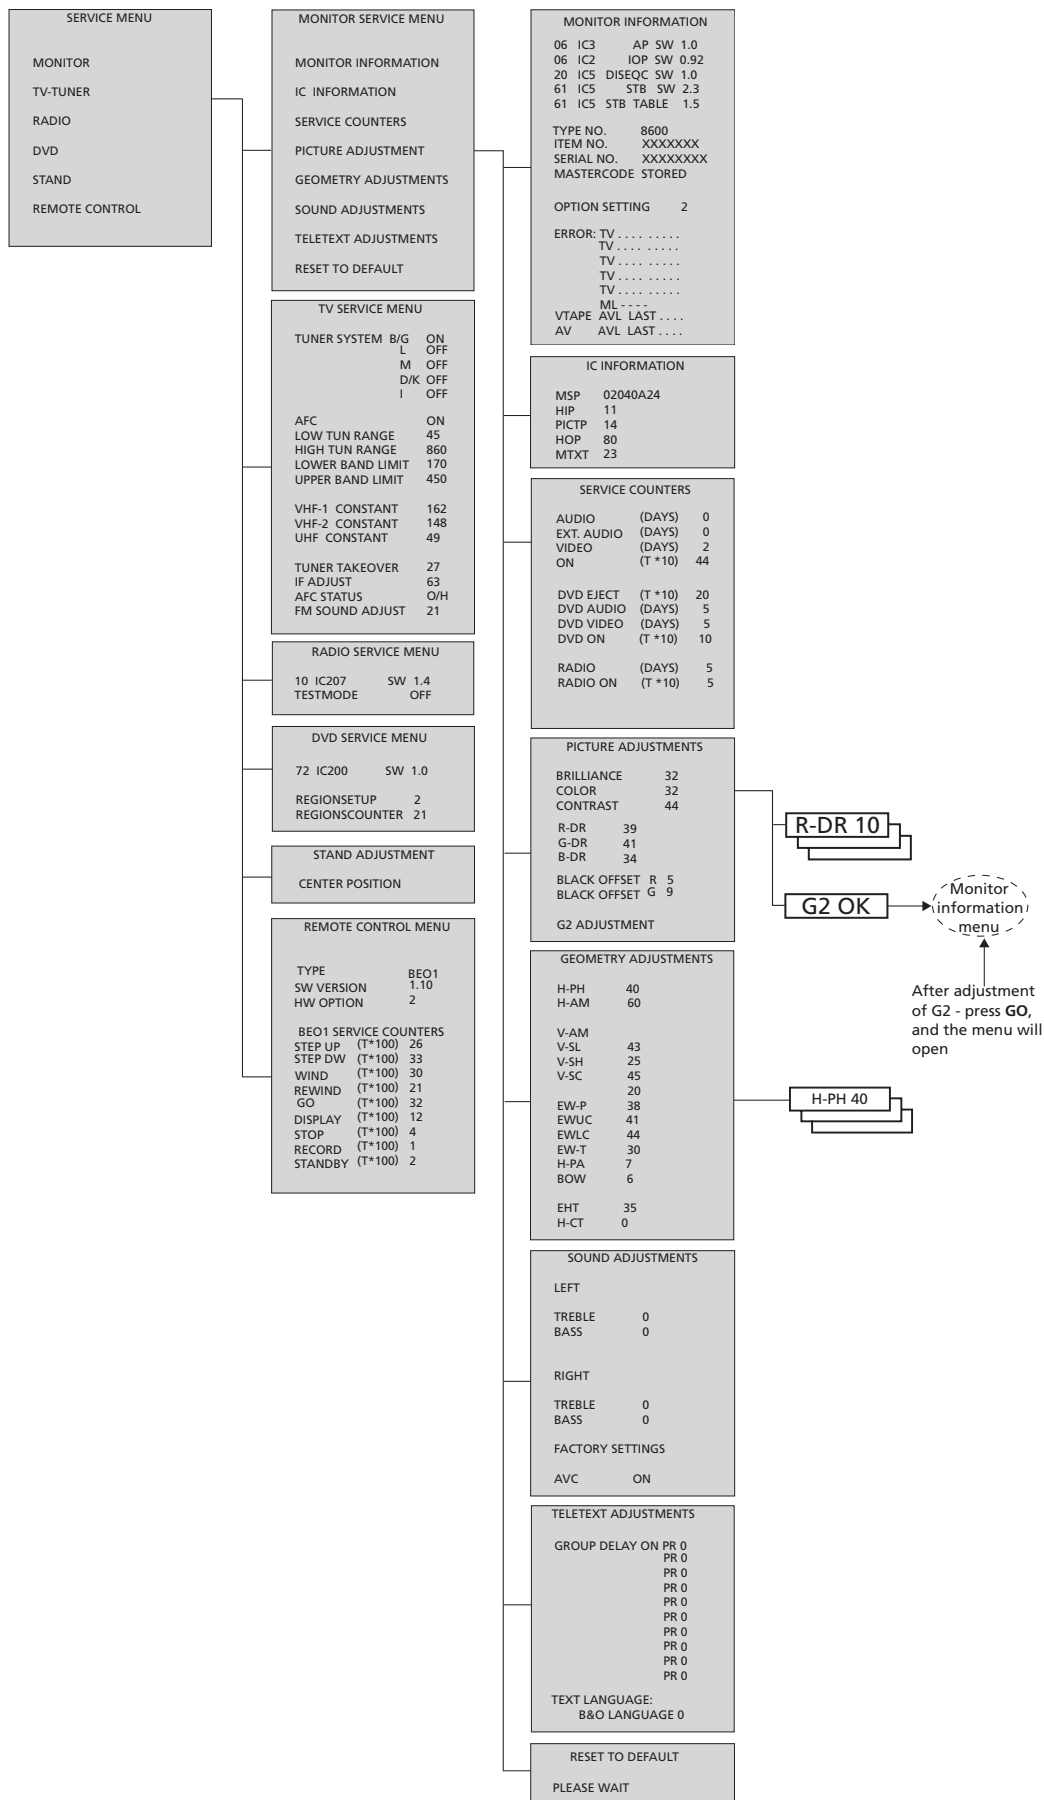 SERVICE MENU
MONITOR
TV-TUNER
RADIO
DVD
STAND
REMOTE CONTROL
MONITOR SERVICE MENU
MONITOR INFORMATION
IC INFORMATION
SERVICE COUNTERS
PICTURE ADJUSTMENT
GEOMETRY ADJUSTMENTS
SOUND ADJUSTMENTS
TELETEXT ADJUSTMENTS
RESET TO DEFAULT
TV SERVICE MENU
TUNER SYSTEM B/G ON
L OFF
M OFF
D/K OFF
I OFF
AFC ON
LOW TUN RANGE 45
HIGH TUN RANGE 860
LOWER BAND LIMIT 170
UPPER BAND LIMIT 450
VHF-1 CONSTANT 162
VHF-2 CONSTANT 148
UHF CONSTANT 49
TUNER TAKEOVER 27
IF ADJUST 63
AFC STATUS O/H
FM SOUND ADJUST 21
RADIO SERVICE MENU
10 IC207 SW 1.4
TESTMODE OFF
DVD SERVICE MENU
72 IC200 SW 1.0
REGIONSETUP 2
REGIONSCOUNTER 21
STAND ADJUSTMENT
CENTER POSITION
REMOTE CONTROL MENU
TYPE BEO1
SW VERSION 1.10
HW OPTION 2
BEO1 SERVICE COUNTERS
STEP UP (T*100) 26
STEP DW (T*100) 33
WIND (T*100) 30
REWIND (T*100) 21
GO (T*100) 32
DISPLAY (T*100) 12
STOP (T*100) 4
RECORD (T*100) 1
STANDBY (T*100) 2
MONITOR INFORMATION
06 IC3 AP SW 1.0
06 IC2 IOP SW 0.92
20 IC5 DISEQC SW 1.0
61 IC5 STB SW 2.3
61 IC5 STB TABLE 1.5
TYPE NO. 8600
ITEM NO. XXXXXXX
SERIAL NO. XXXXXXXX
MASTERCODE STORED
OPTION SETTING 2
ERROR: TV . . . . . . . . .
TV . . . . . . . . .
TV . . . . . . . . .
TV . . . . . . . . .
TV . . . . . . . . .
ML - - - -
VTAPE AVL LAST . . . .
AV AVL LAST . . . .
IC INFORMATION
MSP 02040A24
HIP 11
PICTP 14
HOP 80
MTXT 23
SERVICE COUNTERS
AUDIO (DAYS) 0
EXT. AUDIO (DAYS) 0
VIDEO (DAYS) 2
ON (T *10) 44
DVD EJECT (T *10) 20
DVD AUDIO (DAYS) 5
DVD VIDEO (DAYS) 5
DVD ON (T *10) 10
RADIO (DAYS) 5
RADIO ON (T *10) 5
PICTURE ADJUSTMENTS
BRILLIANCE 32
COLOR 32
CONTRAST 44
R-DR 39
G-DR 41
B-DR 34
BLACK OFFSET R 5
BLACK OFFSET G 9
G2 ADJUSTMENT
R-DR 10
G2 OK
Monitor
information
menu
After adjustment
of G2 - press GO,
and the menu will
open
GEOMETRY ADJUSTMENTS
H-PH 40
H-AM 60
V-AM
V-SL 43
V-SH 25
V-SC 45
20
EW-P 38
EWUC 41
EWLC 44
EW-T 30
H-PA 7
BOW 6
EHT 35
H-CT 0
H-PH 40
SOUND ADJUSTMENTS
LEFT
TREBLE 0
BASS 0
RIGHT
TREBLE 0
BASS 0
FACTORY SETTINGS
AVC ON
TELETEXT ADJUSTMENTS
GROUP DELAY ON PR 0
PR 0
PR 0
PR 0
PR 0
PR 0
PR 0
PR 0
PR 0
PR 0
TEXT LANGUAGE:
B&O LANGUAGE 0
RESET TO DEFAULT
PLEASE WAIT